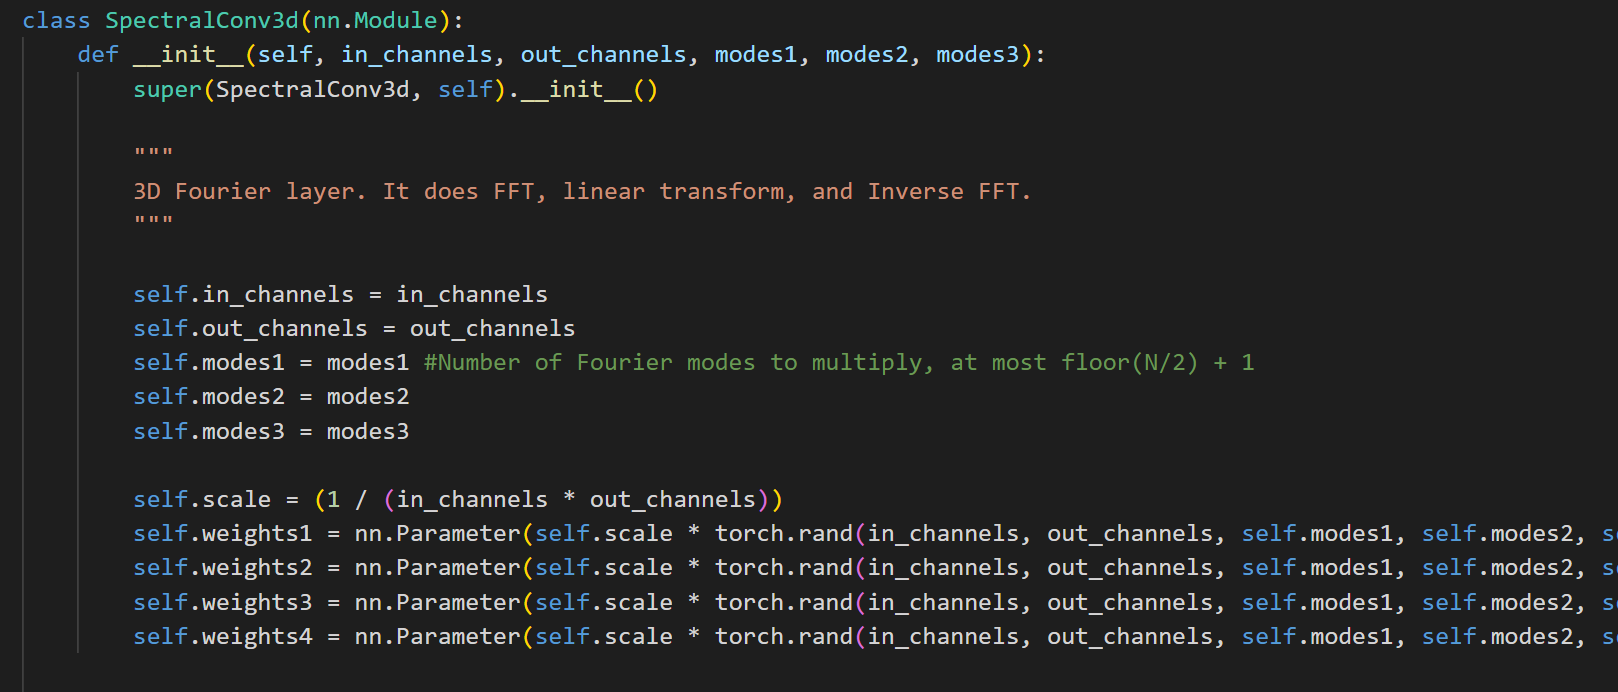 class SpectralConv3d(nn.Module):
def __init__(self, in_channels, out_channels, modes1, modes2, modes3):
super(SpectralConv3d, self).__init__()
"""
3D Fourier layer. It does FFT, linear transform, and Inverse FFT.
"""
self.in_channels = in_channels
self.out_channels = out_channels
self.modes1 = modes1 #Number of Fourier modes to multiply, at most floor(N/2) + 1
self.modes2 = modes2
self.modes3 = modes3
self.scale = (1 / (in_channels * out_channels))
self.weights1 = nn.Parameter(self.scale * torch.rand(in_channels, out_channels, self.modes1, self.modes2,
self.weights2 = nn.Parameter(self.scale * torch.rand(in_channels, out_channels, self.modes1, self.modes2,
self.weights3 = nn.Parameter(self.scale * torch.rand(in_channels, out_channels, self.modes1, self.modes2,
self.weights4 = nn.Parameter(self.scale * torch.rand(in_channels, out_channels, self.modes1, self.modes2,